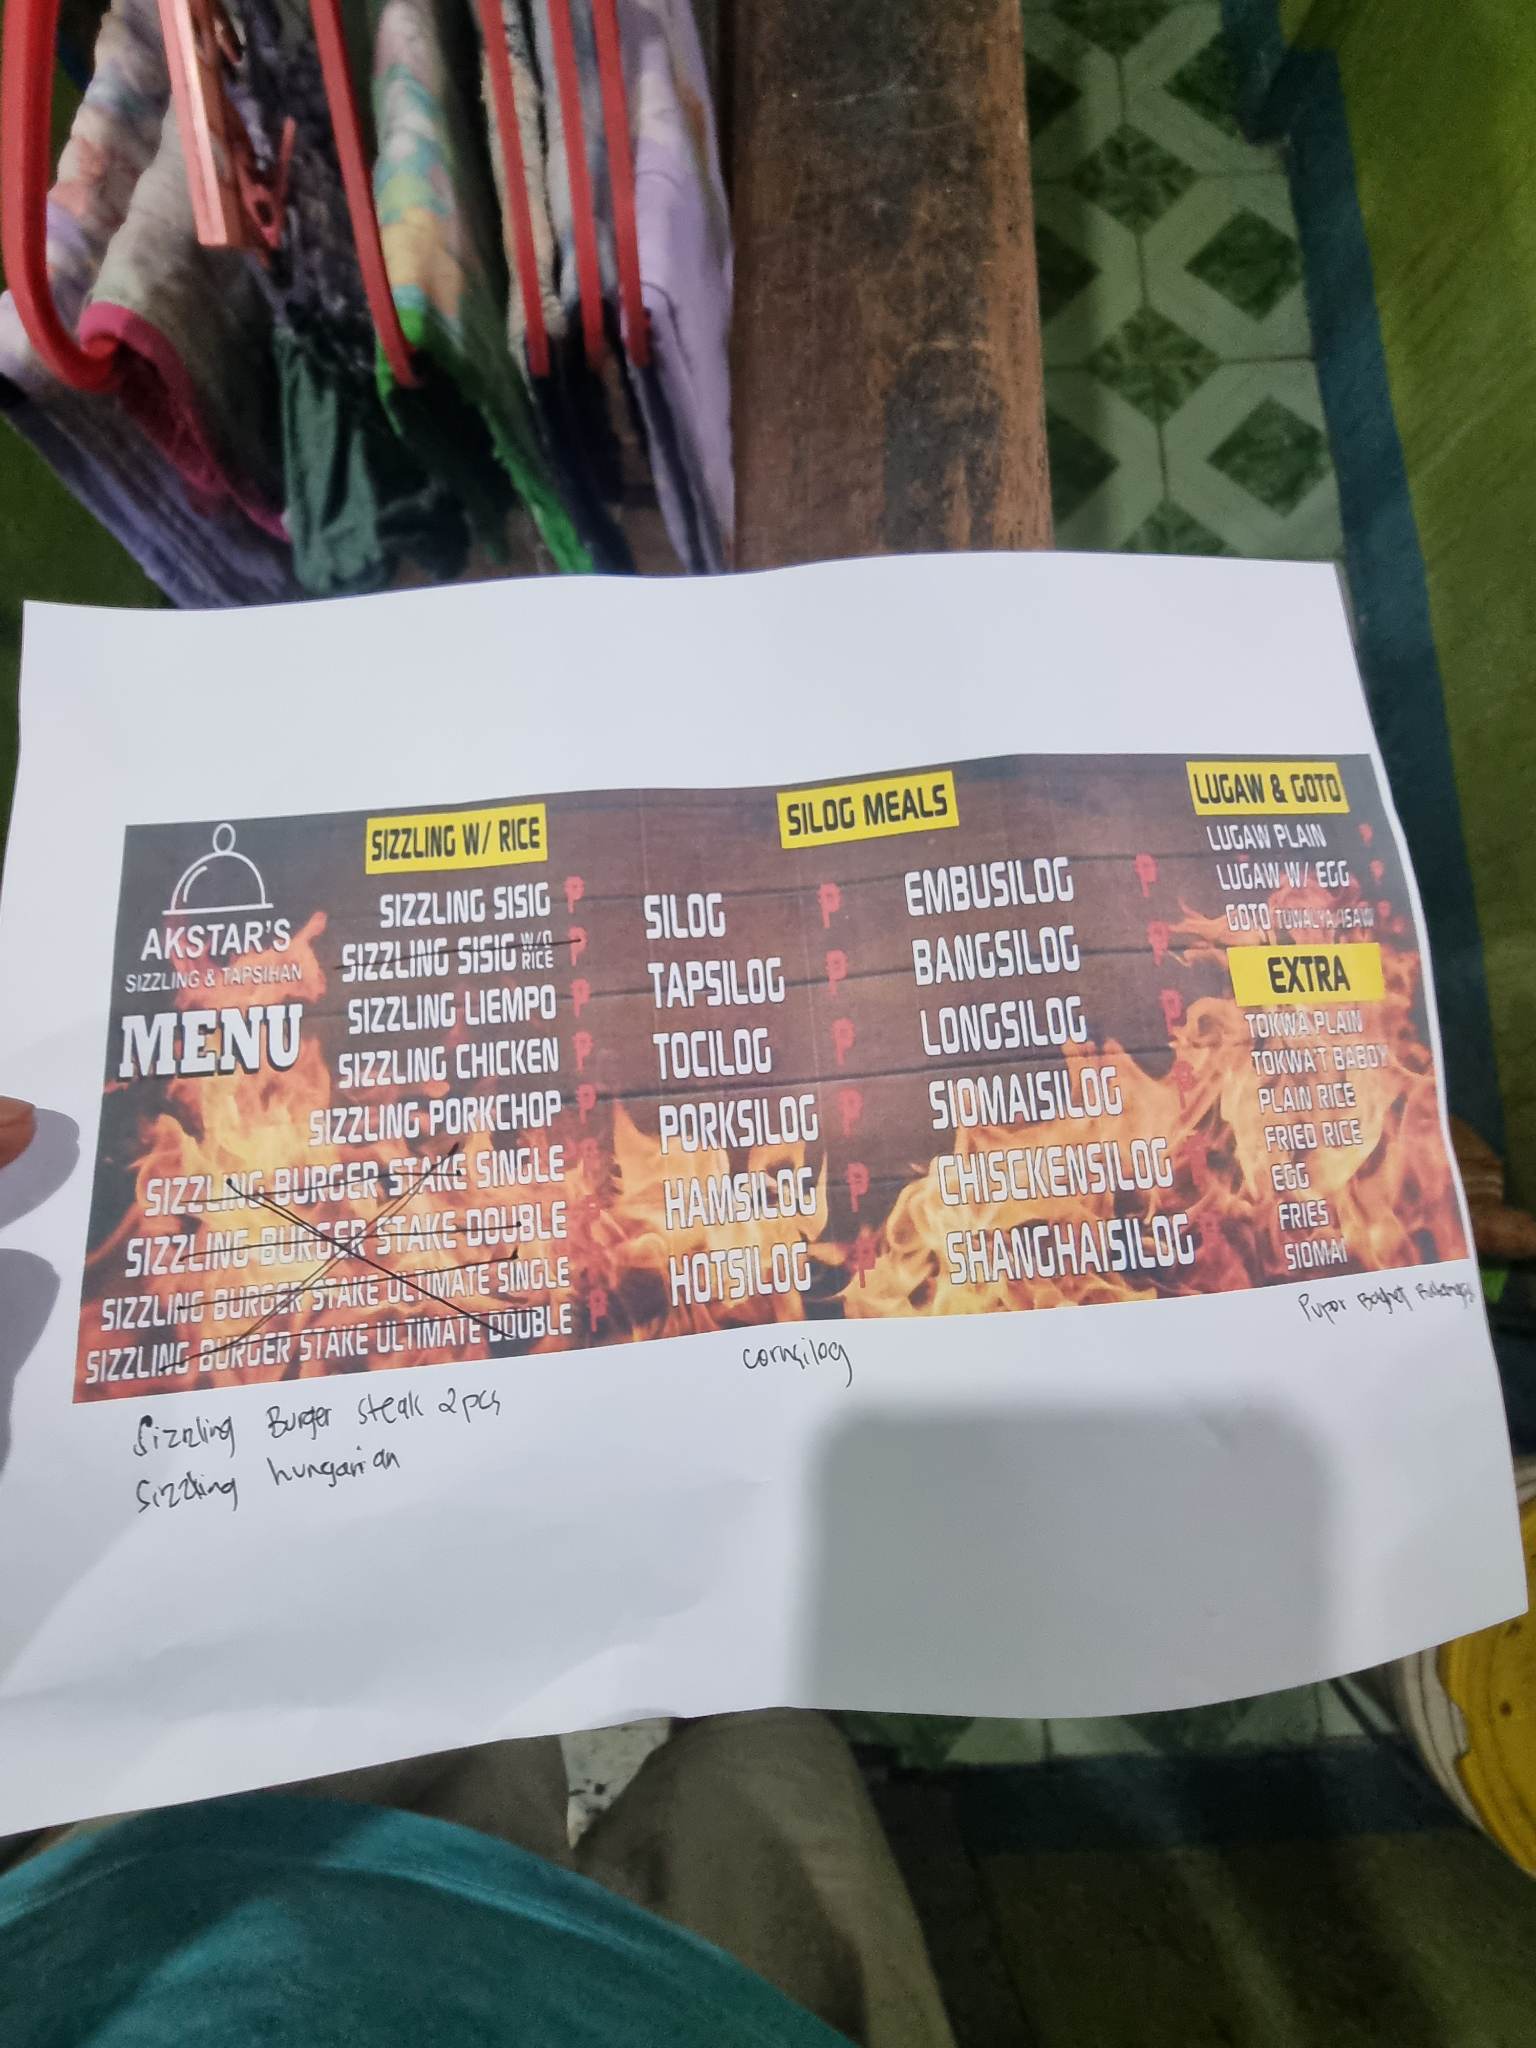 AKSTAR'S
SIZZLING & TAPSIHAN
MENU
SIZZLING W/ RICE
SIZZLING SISIG ₱
SIZZLING SISIG W/O RICE ₱
SIZZLING LIEMPO ₱
SIZZLING CHICKEN ₱
SIZZLING PORKCHOP ₱
SIZZLING BURGER STAKE SINGLE ₱
SIZZLING BURGER STAKE DOUBLE ₱
SIZZLING BURGER STAKE ULTIMATE SINGLE ₱
SIZZLING BURGER STAKE ULTIMATE DOUBLE ₱
Sizzling Burger steak 2pcs
Sizzling hungarian
SILOG MEALS
SILOG ₱
TAPSILOG ₱
TOCILOG ₱
PORKSILOG ₱
HAMSILOG ₱
HOTSILOG ₱
EMBUSILOG ₱
BANGSILOG ₱
LONGSILOG ₱
SIOMAISILOG ₱
CHISCKENSILOG ₱
SHANGHAISILOG ₱
cornsilog
LUGAW & GOTO
LUGAW PLAIN ₱
LUGAW W/ EGG ₱
GOTO TUWALYA/ISAW ₱
EXTRA
TOKWA PLAIN
TOKWA'T BABOY
PLAIN RICE
FRIED RICE
EGG
FRIES
SIOMAI